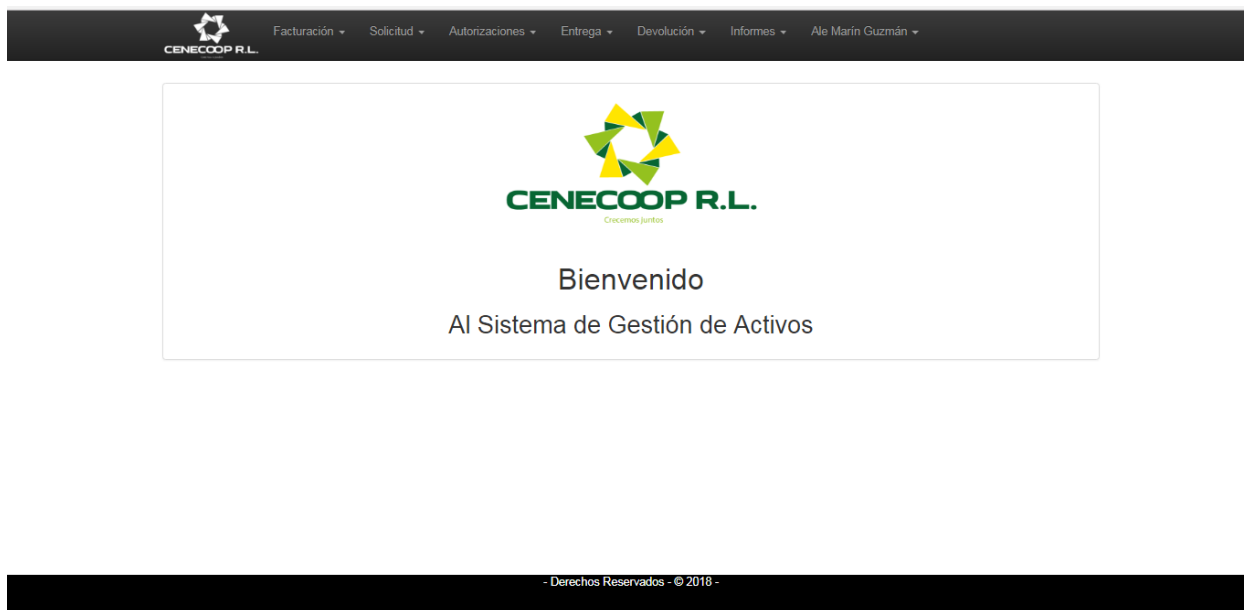 CENECOOP R.L.
Facturación Solicitud Autorizaciones Entrega Devolución Informes Ale Marín Guzmán
CENECOOP R.L.
Crecemos juntos
Bienvenido
Al Sistema de Gestión de Activos
- Derechos Reservados - © 2018 -